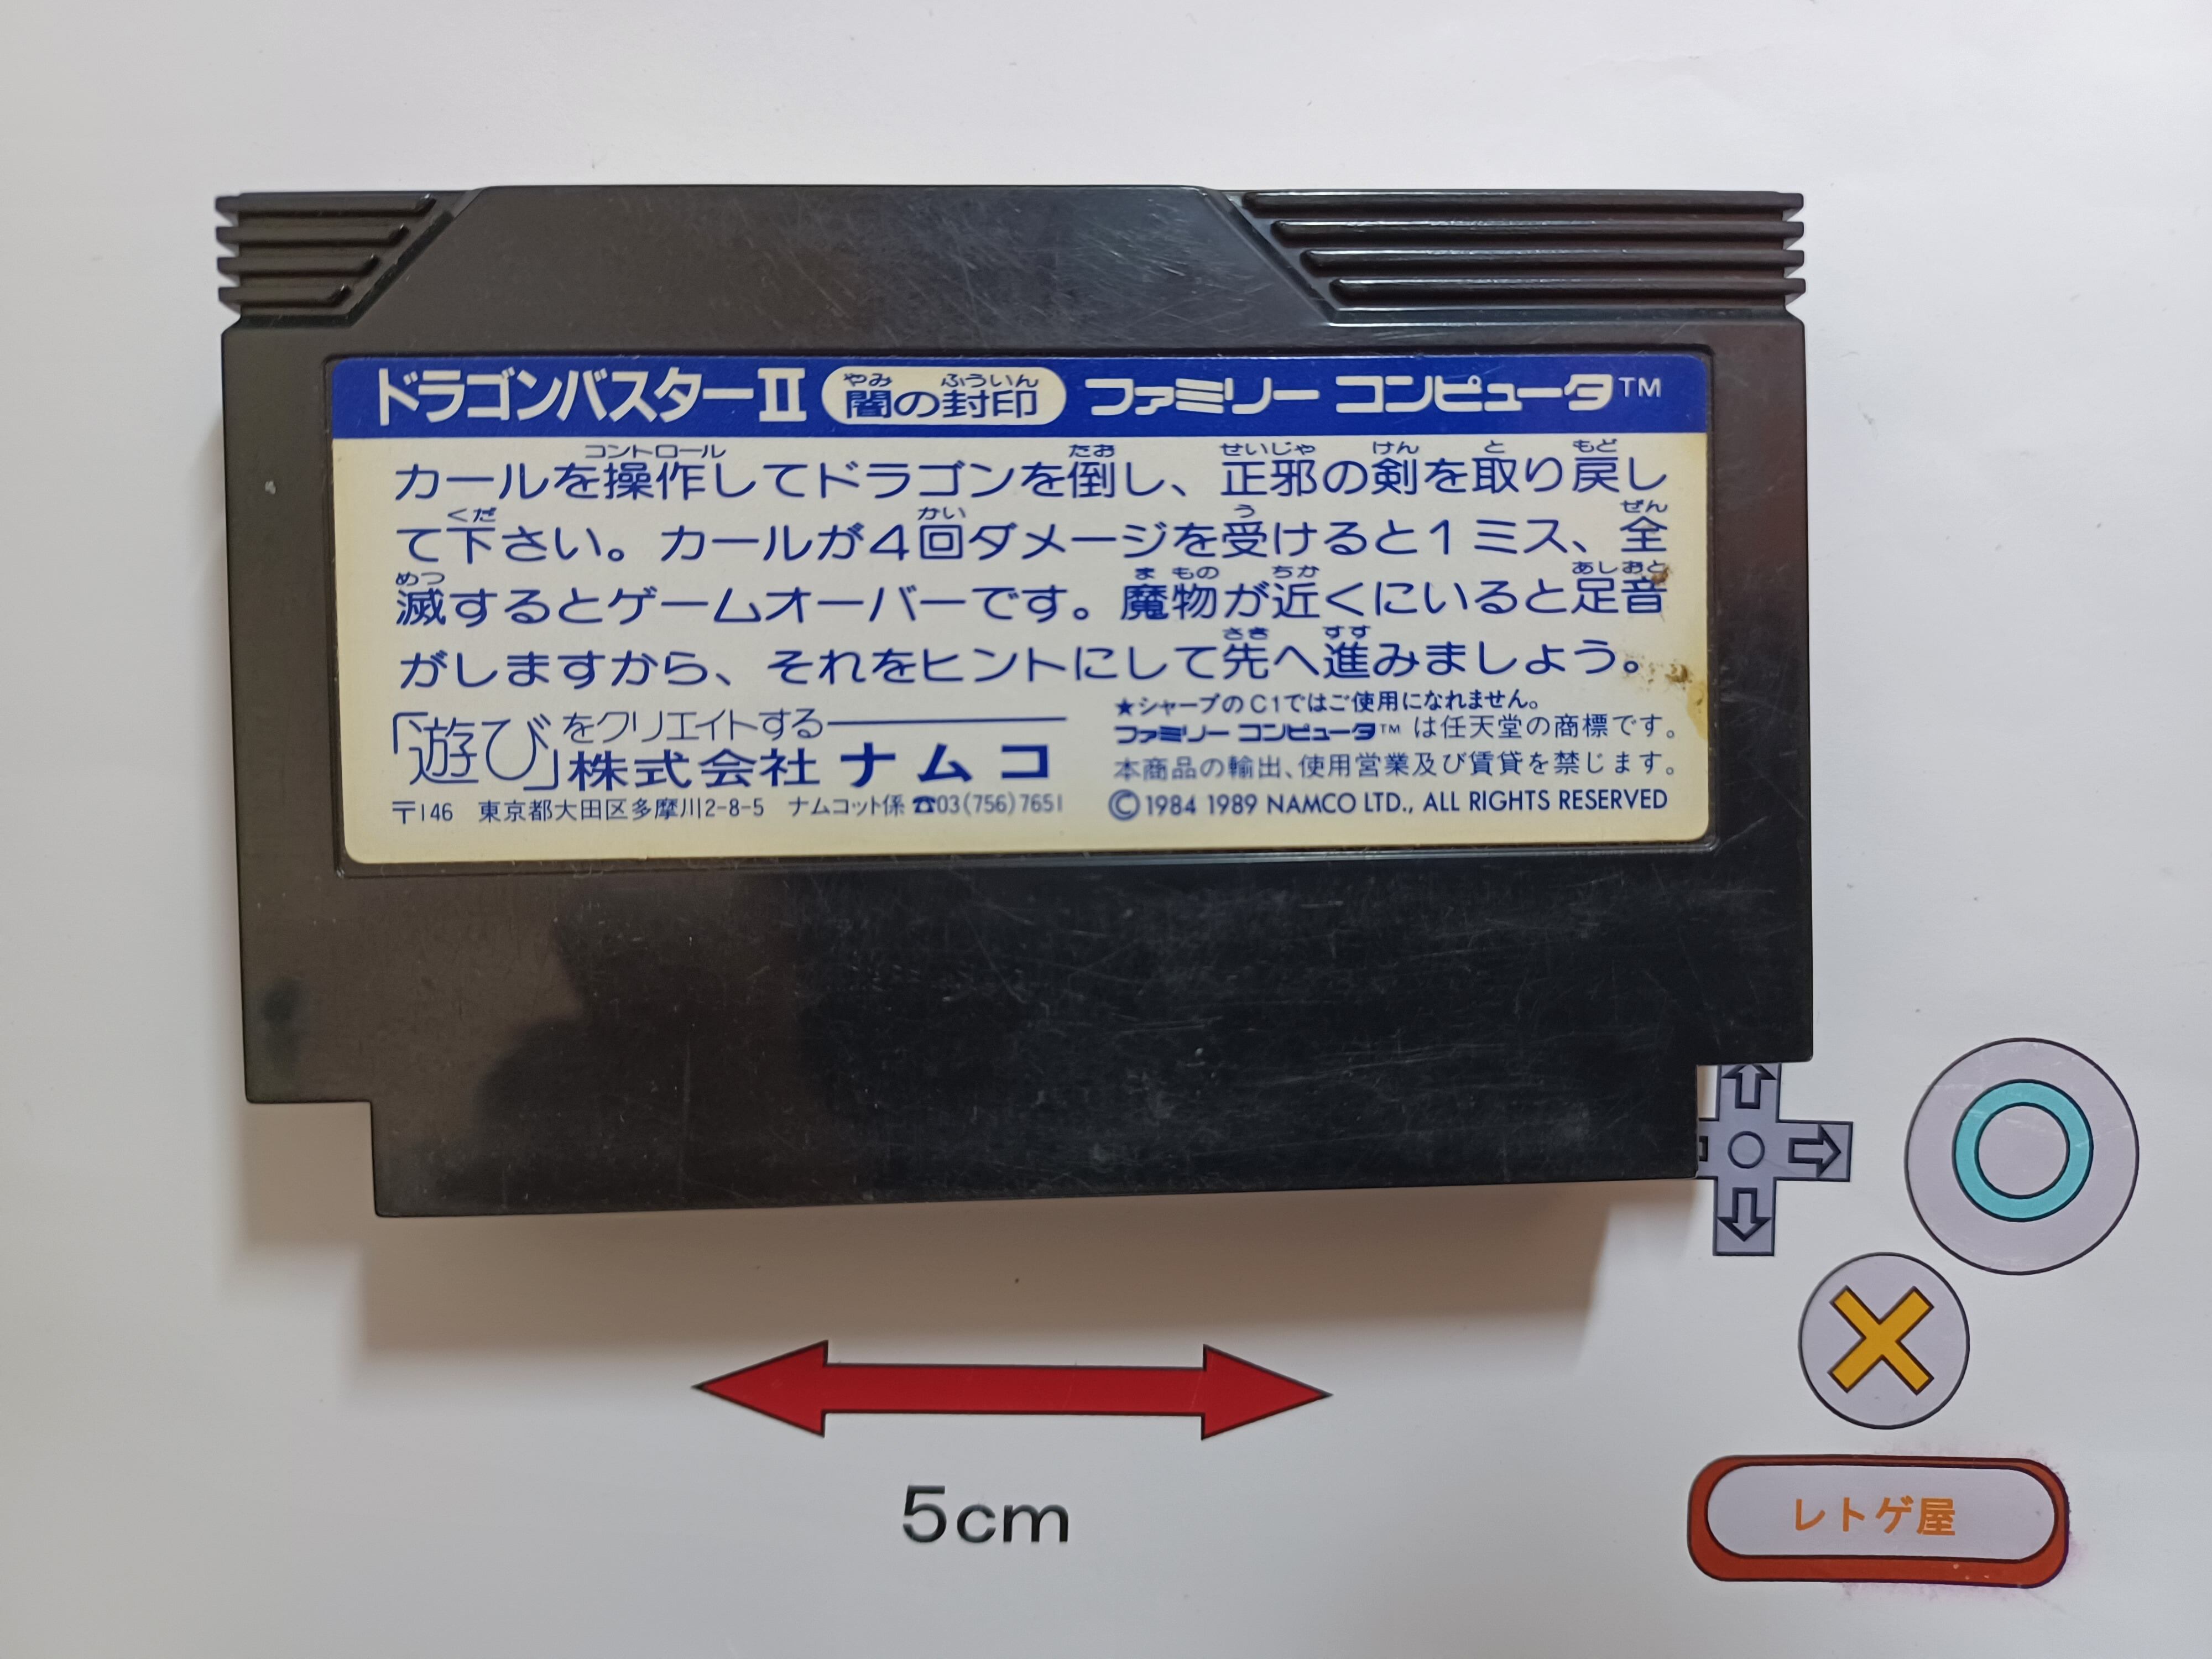 ドラゴンバスターII 闇の封印 ファミリー コンピュータ™
やみ ふういん
コントロール たお せいじゃ けん と もど
カールを操作してドラゴンを倒し、正邪の剣を取り戻し
くだ かい う ぜん
て下さい。カールが4回ダメージを受けると1ミス、全
めつ ま もの ちか あしおと
滅するとゲームオーバーです。魔物が近くにいると足音
さき すす
がしますから、それをヒントにして先へ進みましょう。
「遊び」をクリエイトする
株式会社 ナムコ
〒146 東京都大田区多摩川2-8-5 ナムコット係 ☎03(756)7651
★シャープのC1ではご使用になれません。
ファミリー コンピュータ™ は任天堂の商標です。
本商品の輸出、使用営業及び賃貸を禁じます。
©1984 1989 NAMCO LTD., ALL RIGHTS RESERVED
5cm
レトゲ屋